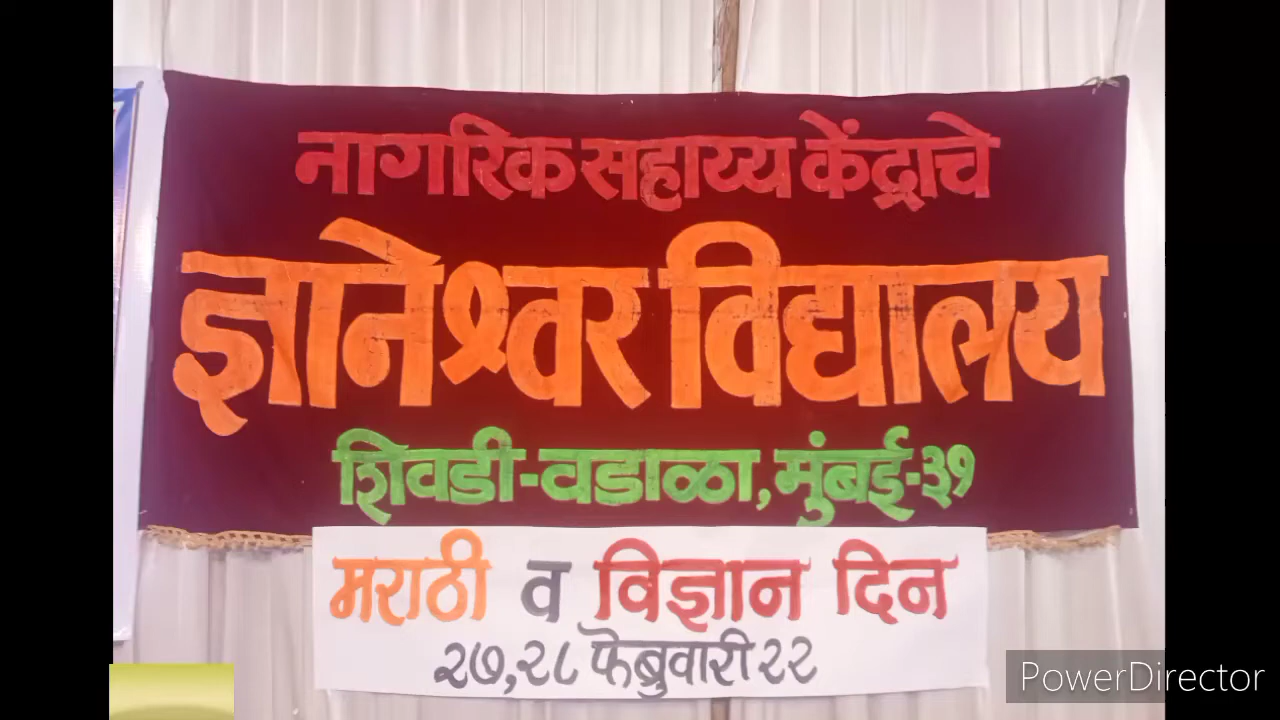 नागरिक सहाय्य केंद्राचे
ज्ञानेश्वर विद्यालय
शिवडी-वडाळा, मुंबई-३१
मराठी व विज्ञान दिन
२७,२८ फेब्रुवारी २२
PowerDirector